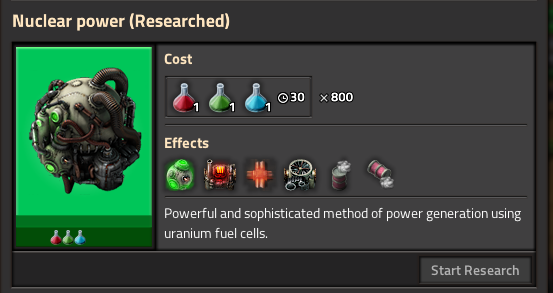 Nuclear power (Researched)
Cost
1 1 1 30 × 800
Effects
Powerful and sophisticated method of power generation using
uranium fuel cells.
Start Research